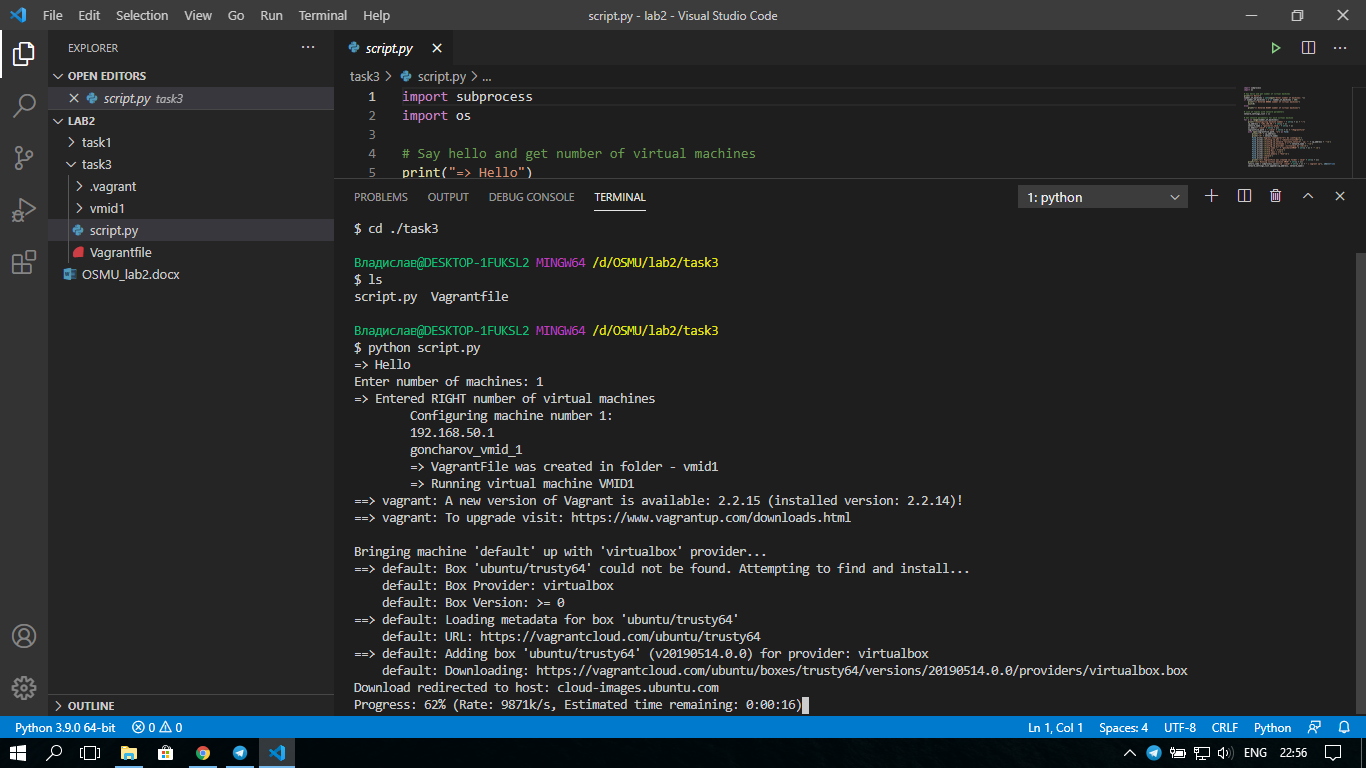 File Edit Selection View Go Run Terminal Help script.py - lab2 - Visual Studio Code
EXPLORER ...
OPEN EDITORS
script.py task3
LAB2
task1
task3
.vagrant
vmid1
script.py
Vagrantfile
OSMU_lab2.docx
OUTLINE
script.py
task3 > script.py > ...
1 import subprocess
2 import os
3
4 # Say hello and get number of virtual machines
5 print("=> Hello")
PROBLEMS OUTPUT DEBUG CONSOLE TERMINAL 1: python
$ cd ./task3
Владислав@DESKTOP-1FUKSL2 MINGW64 /d/OSMU/lab2/task3
$ ls
script.py Vagrantfile
Владислав@DESKTOP-1FUKSL2 MINGW64 /d/OSMU/lab2/task3
$ python script.py
=> Hello
Enter number of machines: 1
=> Entered RIGHT number of virtual machines
Configuring machine number 1:
192.168.50.1
goncharov_vmid_1
=> VagrantFile was created in folder - vmid1
=> Running virtual machine VMID1
==> vagrant: A new version of Vagrant is available: 2.2.15 (installed version: 2.2.14)!
==> vagrant: To upgrade visit: https://www.vagrantup.com/downloads.html
Bringing machine 'default' up with 'virtualbox' provider...
==> default: Box 'ubuntu/trusty64' could not be found. Attempting to find and install...
default: Box Provider: virtualbox
default: Box Version: >= 0
==> default: Loading metadata for box 'ubuntu/trusty64'
default: URL: https://vagrantcloud.com/ubuntu/trusty64
==> default: Adding box 'ubuntu/trusty64' (v20190514.0.0) for provider: virtualbox
default: Downloading: https://vagrantcloud.com/ubuntu/boxes/trusty64/versions/20190514.0.0/providers/virtualbox.box
Download redirected to host: cloud-images.ubuntu.com
Progress: 62% (Rate: 9871k/s, Estimated time remaining: 0:00:16)
Python 3.9.0 64-bit 0 0 Ln 1, Col 1 Spaces: 4 UTF-8 CRLF Python
ENG 22:56